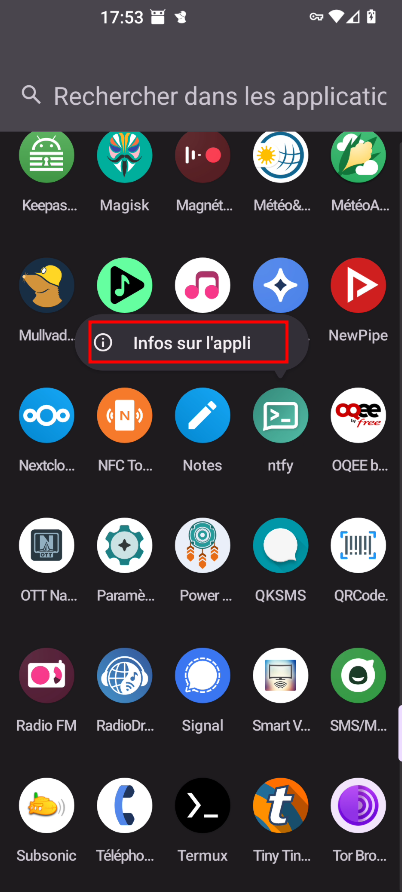 17:53
Rechercher dans les applicatic
Keepas... Magisk Magnét... Météo&... MétéoA...
Mullvad... NewPipe
Infos sur l'appli
Nextclo... NFC To... Notes ntfy OQEE b...
OTT Na... Paramè... Power ... QKSMS QRCode.
Radio FM RadioDr... Signal Smart V... SMS/M...
Subsonic Télépho... Termux Tiny Tin... Tor Bro...